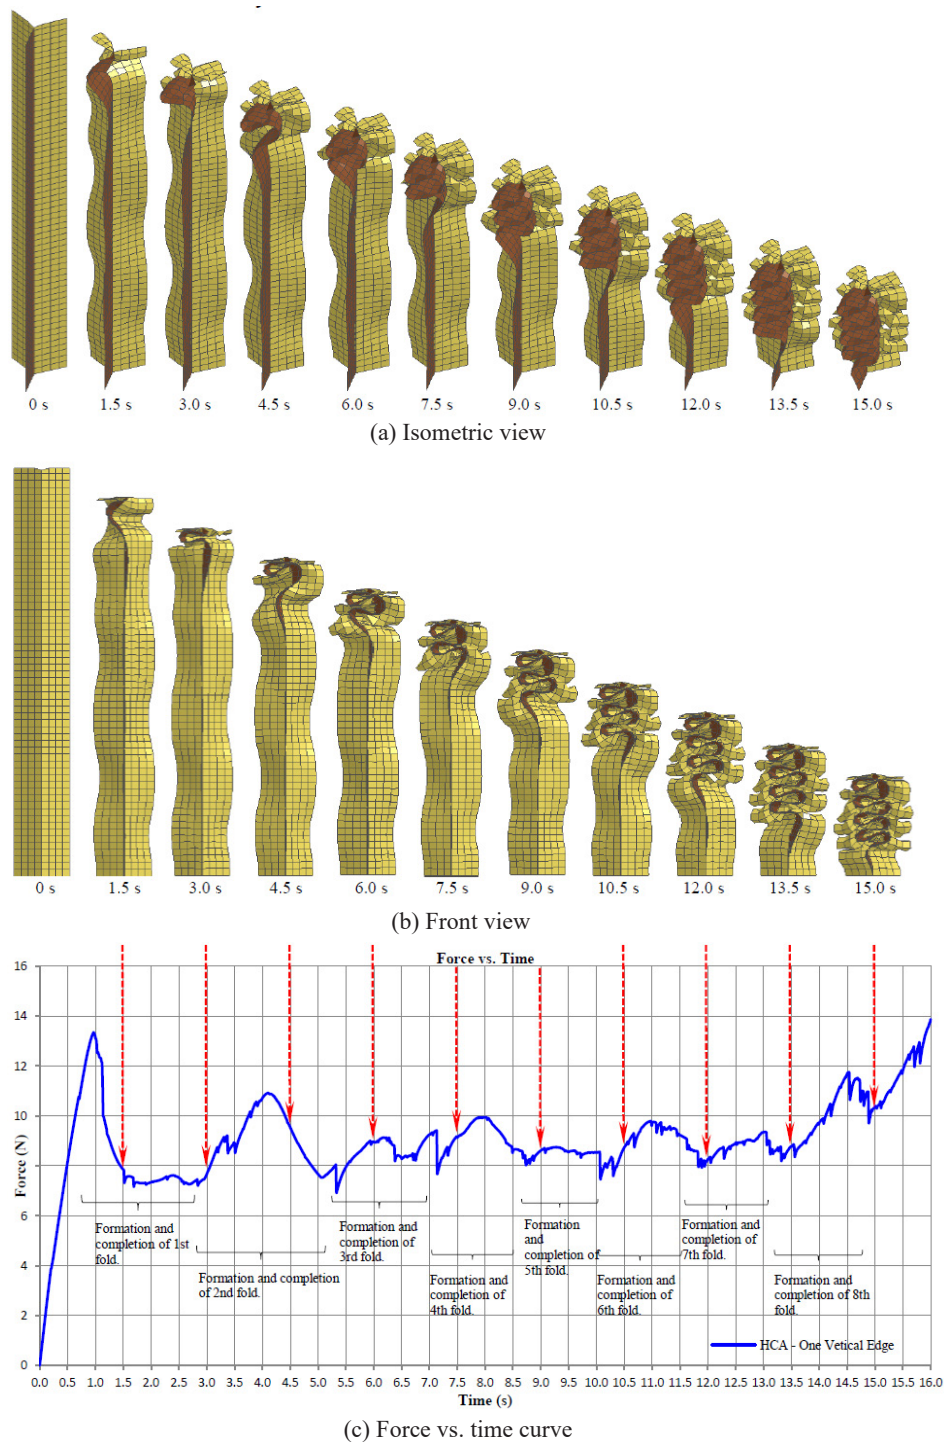 0 s 1.5 s 3.0 s 4.5 s 6.0 s 7.5 s 9.0 s 10.5 s 12.0 s 13.5 s 15.0 s
(a) Isometric view
0 s 1.5 s 3.0 s 4.5 s 6.0 s 7.5 s 9.0 s 10.5 s 12.0 s 13.5 s 15.0 s
(b) Front view
Force vs. Time
16
14
12
10
8
6
4
2
0
Force (N)
Formation and
completion of 1st
fold.
Formation and completion
of 2nd fold.
Formation and
completion of
3rd fold.
Formation and
completion of
4th fold.
Formation
and
completion of
5th fold.
Formation and
completion of
6th fold.
Formation and
completion of
7th fold.
Formation and
completion of 8th
fold.
HCA - One Vetical Edge
0.0 0.5 1.0 1.5 2.0 2.5 3.0 3.5 4.0 4.5 5.0 5.5 6.0 6.5 7.0 7.5 8.0 8.5 9.0 9.5 10.0 10.5 11.0 11.5 12.0 12.5 13.0 13.5 14.0 14.5 15.0 15.5 16.0
Time (s)
(c) Force vs. time curve